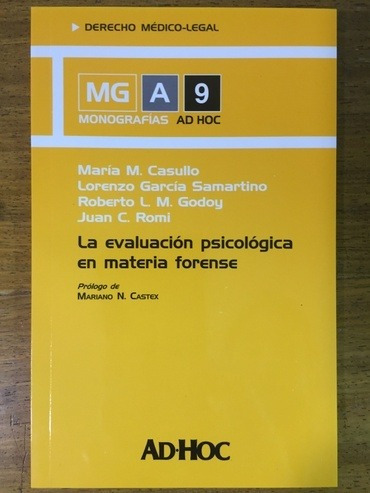 ▶ DERECHO MÉDICO-LEGAL
MG A 9
MONOGRAFÍAS AD HOC
María M. Casullo
Lorenzo García Samartino
Roberto L. M. Godoy
Juan C. Romi
La evaluación psicológica
en materia forense
Prólogo de
MARIANO N. CASTEX
AD·HOC